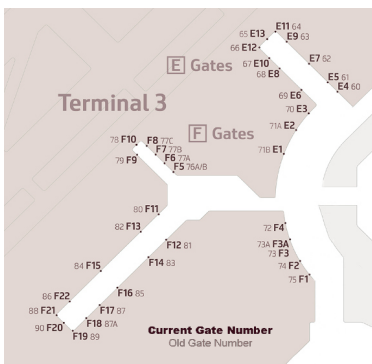 E11 64
65 E13
E9 63
66 E12
E Gates
67 E10
E7 62
68 E8
E5 61
69 E6
E4 60
Terminal 3
70 E3
71A E2
F Gates
78 F10
F8 77C
F7 77B
71B E1
79 F9
F6 77A
F5 76A/B
80 F11
82 F13
72 F4
F12 81
73A F3A
73 F3
F14 83
84 F15
74 F2
75 F1
F16 85
86 F22
88 F21
F17 87
90 F20
F18 87A
F19 89
Current Gate Number
Old Gate Number